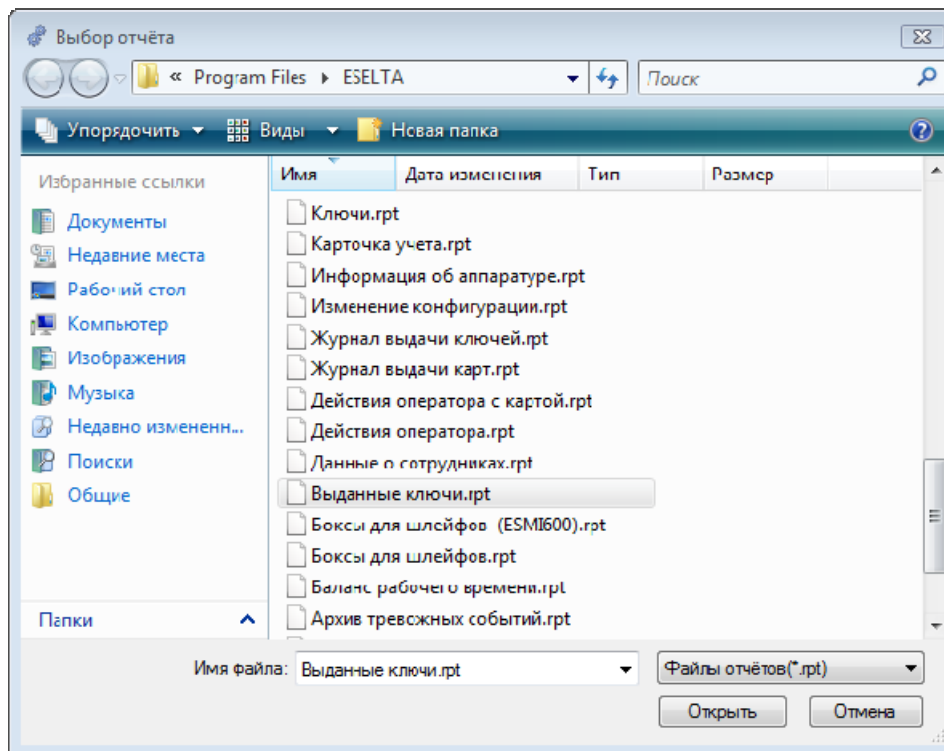 Выбор отчёта
« Program Files ▸ ESELTA
Поиск
Упорядочить Виды Новая папка
Избранные ссылки
Документы
Недавние места
Рабочий стол
Компьютер
Изображения
Музыка
Недавно измененн...
Поиски
Общие
Папки
Имя Дата изменения Тип Размер
Ключи.rpt
Карточка учета.rpt
Информация об аппаратуре.rpt
Изменение конфигурации.rpt
Журнал выдачи ключей.rpt
Журнал выдачи карт.rpt
Действия оператора с картой.rpt
Действия оператора.rpt
Данные о сотрудниках.rpt
Выданные ключи.rpt
Боксы для шлейфов (ESMI600).rpt
Боксы для шлейфов.rpt
Баланс рабочего времени.rpt
Архив тревожных событий.rpt
Имя файла: Выданные ключи.rpt Файлы отчётов(*.rpt)
Открыть Отмена